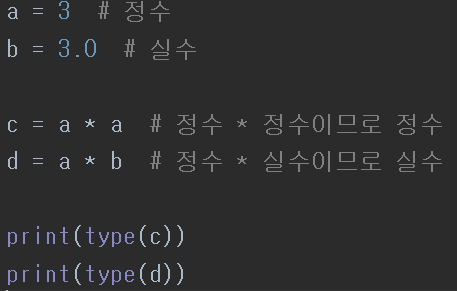 a = 3  # 정수
b = 3.0  # 실수
c = a * a  # 정수 * 정수이므로 정수
d = a * b  # 정수 * 실수이므로 실수
print(type(c))
print(type(d))